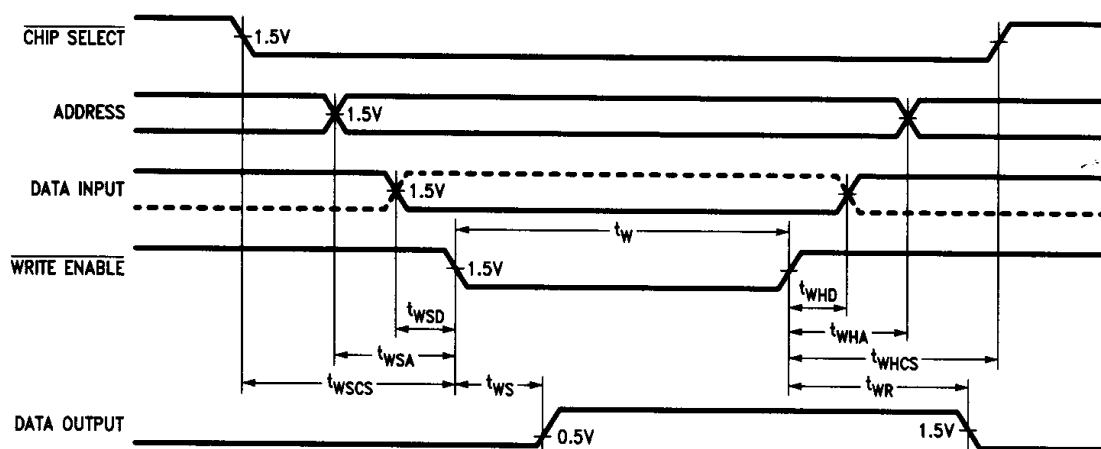 CHIP SELECT
1.5V
ADDRESS
1.5V
DATA INPUT
1.5V
tW
WRITE ENABLE
1.5V
tWSD
tWHD
tWSA
tWHA
tWSCS
tWS
tWHCS
tWR
DATA OUTPUT
0.5V
1.5V